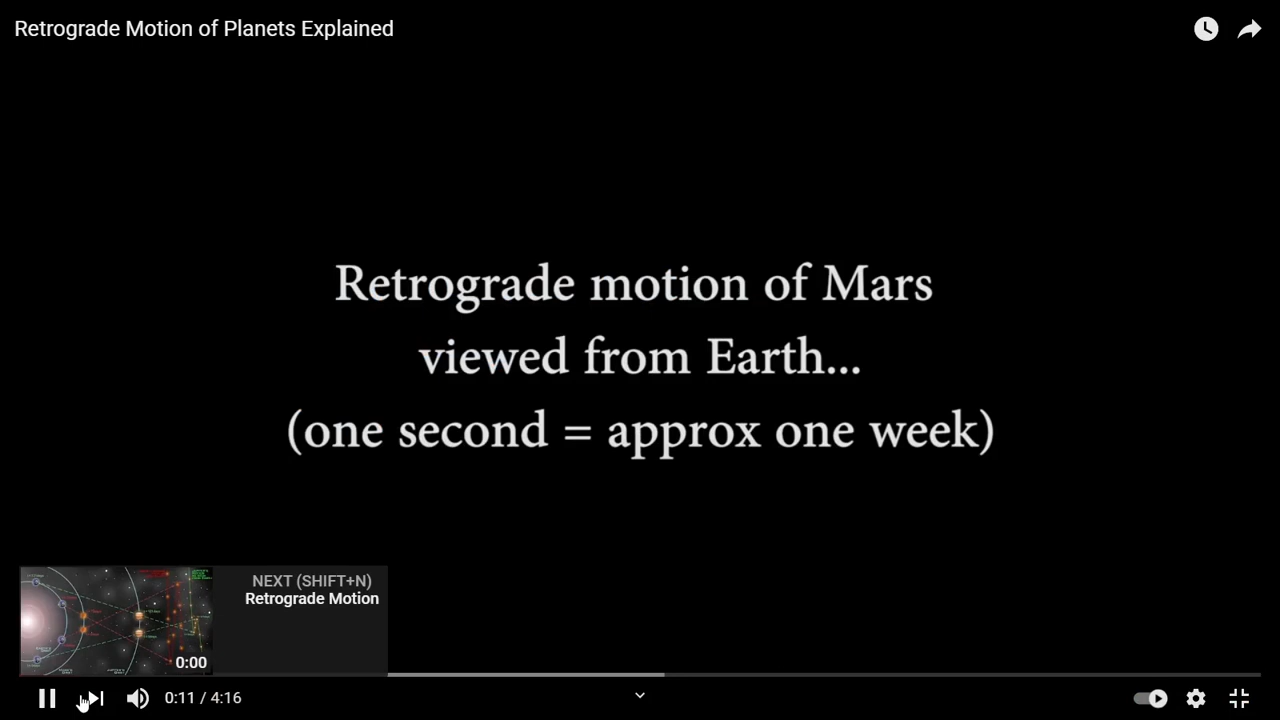 Retrograde Motion of Planets Explained
Retrograde motion of Mars
viewed from Earth...
(one second = approx one week)
NEXT (SHIFT+N)
Retrograde Motion
0:00
0:11 / 4:16